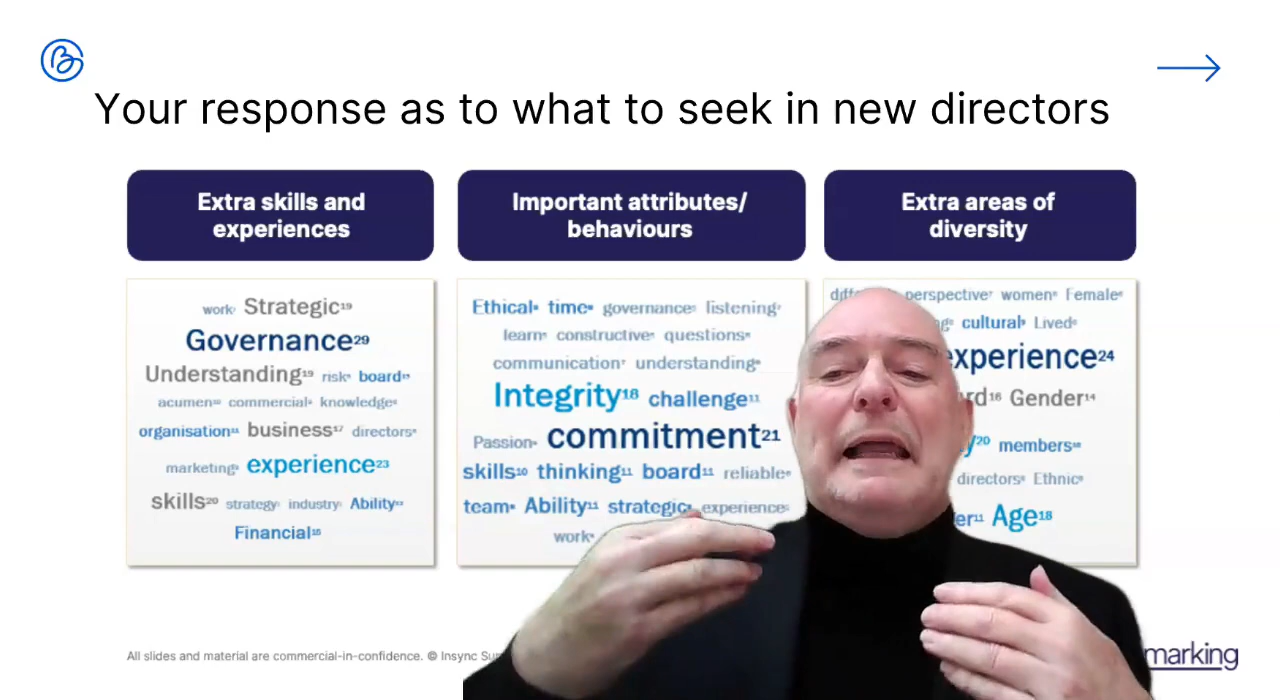 Your response as to what to seek in new directors
Extra skills and
experiences
Important attributes/
behaviours
Extra areas of
diversity
work Strategic19
Governance29
Understanding19 risk board
acumen commercial knowledge
organisation11 business17 directors
marketing experience23
skills20 strategy industry Ability
Financial
Ethical time governance listening
learn constructive questions
communication understanding
Integrity18 challenge11
Passion commitment21
skills10 thinking11 board11 reliable
team Ability11 strategic experience
work
perspective women Female
cultural Lived
experience24
16 Gender14
20 members
directors Ethnic
11 Age18
All slides and material are commercial-in-confidence. © Insync
marking